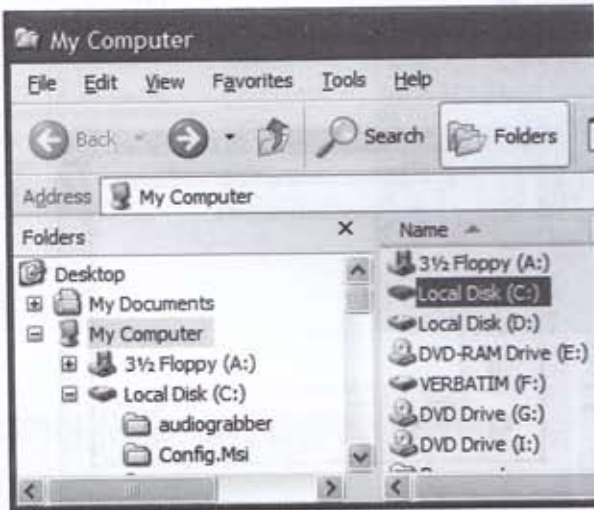 My Computer
File Edit View Favorites Tools Help
Back Search Folders
Address My Computer
Folders
Desktop
My Documents
My Computer
3½ Floppy (A:)
Local Disk (C:)
audiograbber
Config.Msi
Name
3½ Floppy (A:)
Local Disk (C:)
Local Disk (D:)
DVD-RAM Drive (E:)
VERBATIM (F:)
DVD Drive (G:)
DVD Drive (I:)